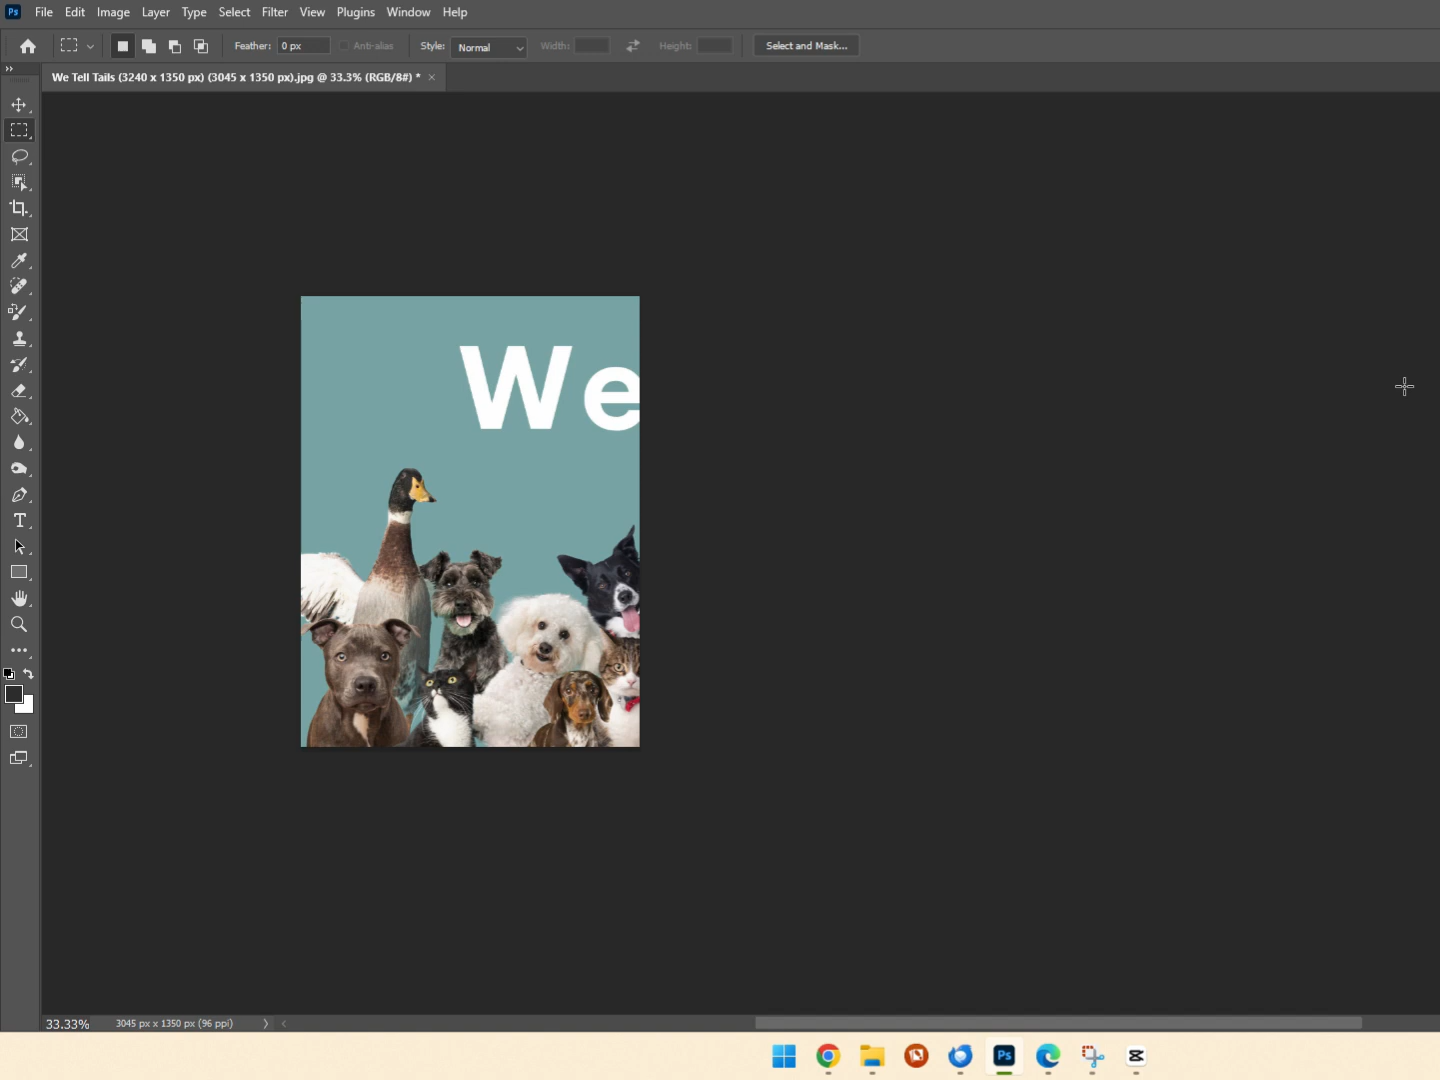 Ps File Edit Image Layer Type Select Filter View Plugins Window Help
Feather: 0 px Anti-alias Style: Normal Width: Height: Select and Mask...
We Tell Tails (3240 x 1350 px) (3045 x 1350 px).jpg @ 33.3% (RGB/8#) * ×
We
T
33.33% 3045 px x 1350 px (96 ppi)
Ps